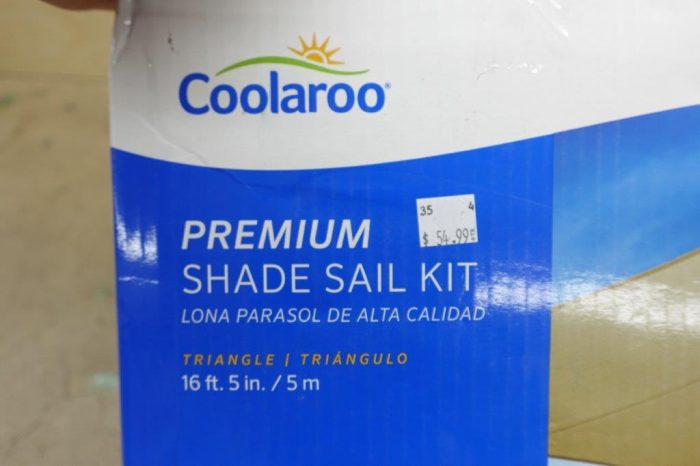 Coolaroo®
35 4
$ 54.99
PREMIUM
SHADE SAIL KIT
LONA PARASOL DE ALTA CALIDAD
TRIANGLE | TRIÁNGULO
16 ft. 5 in. / 5 m